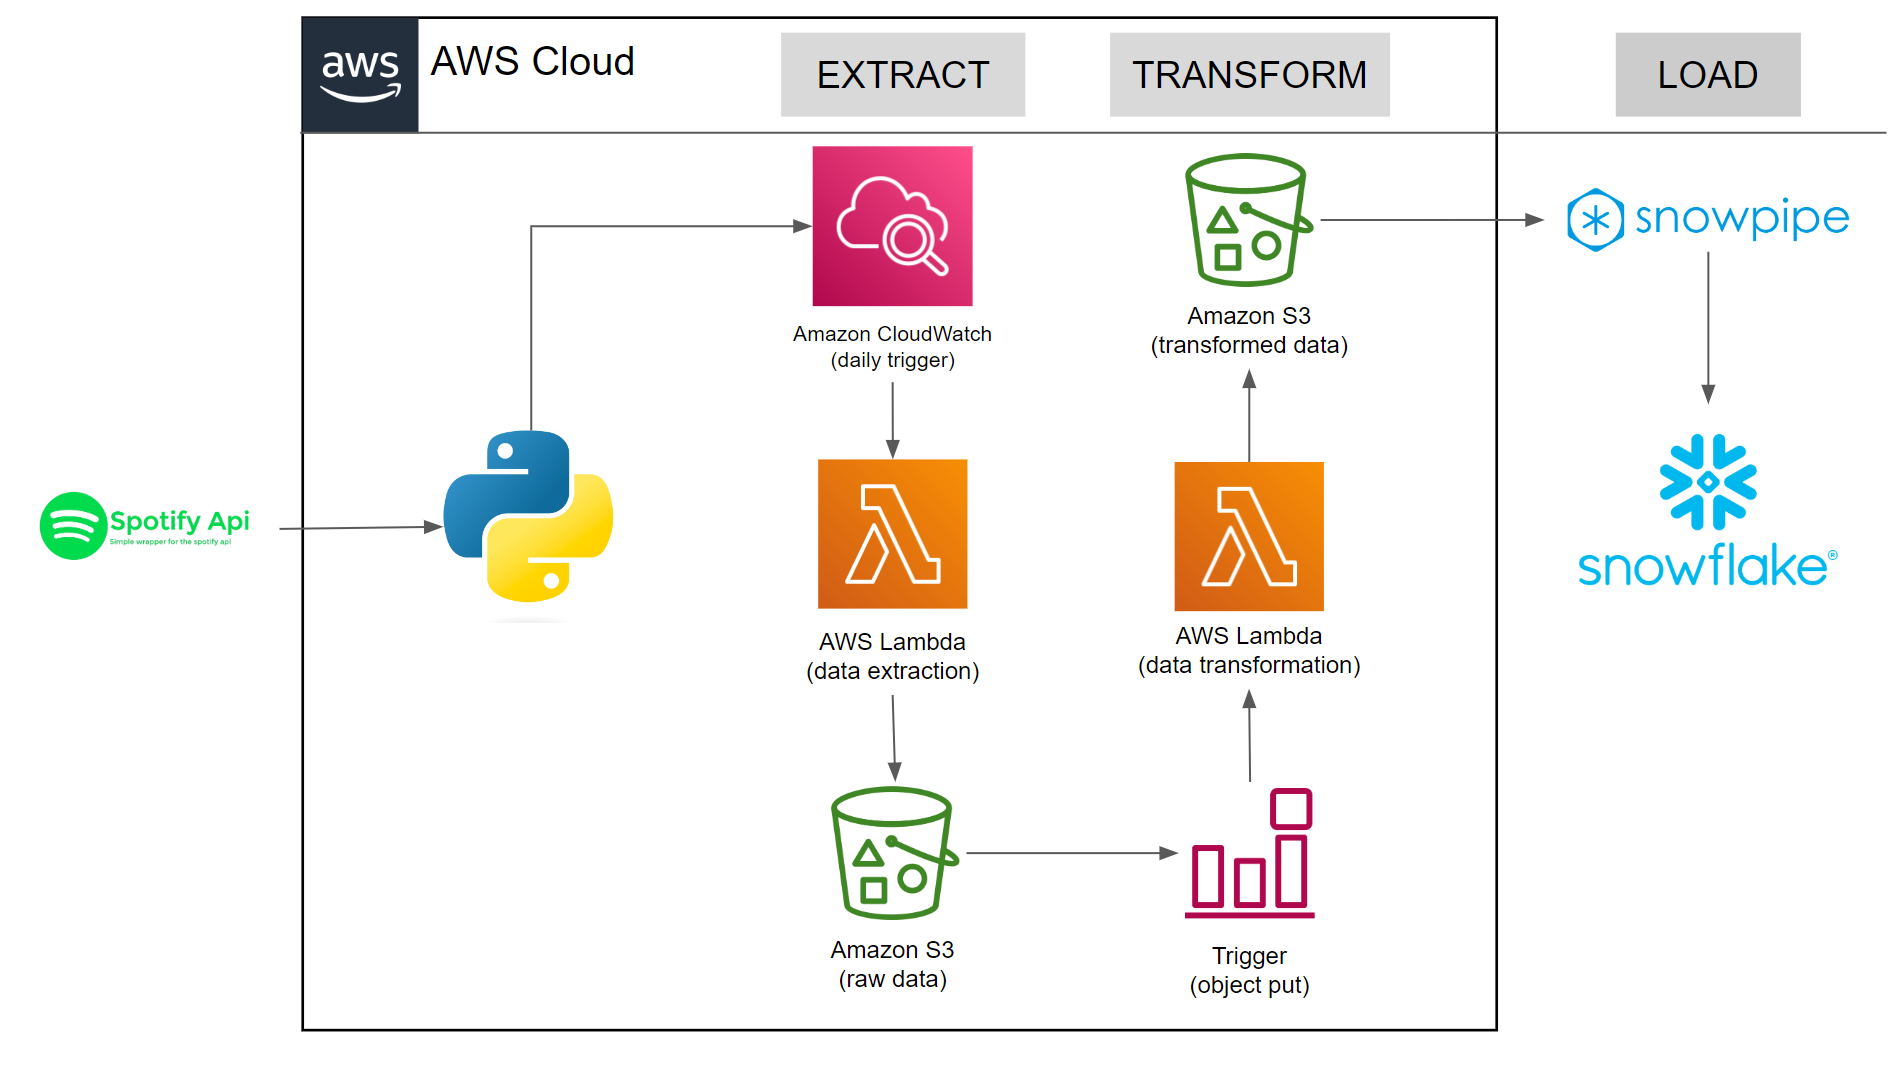 aws
AWS Cloud
EXTRACT
TRANSFORM
LOAD
Amazon CloudWatch
(daily trigger)
Amazon S3
(transformed data)
snowpipe
Spotify Api
Simple wrapper for the spotify api
AWS Lambda
(data extraction)
AWS Lambda
(data transformation)
snowflake®
Amazon S3
(raw data)
Trigger
(object put)